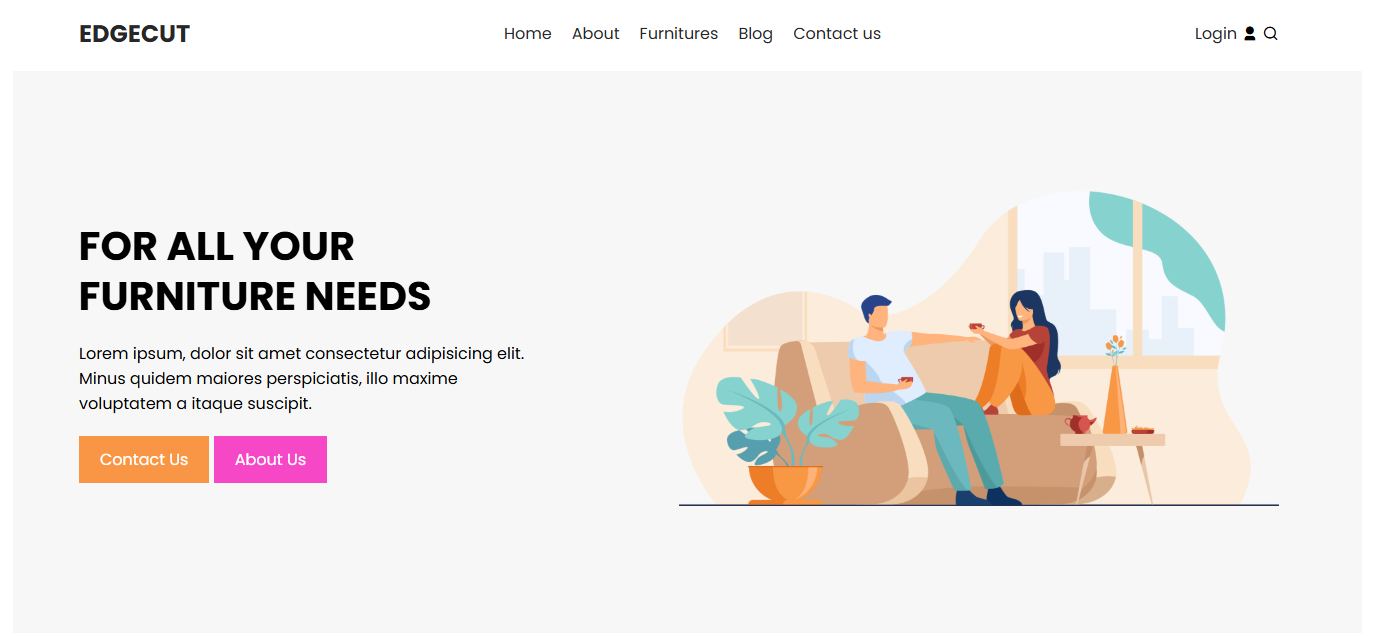 EDGECUT
Home About Furnitures Blog Contact us
Login
FOR ALL YOUR
FURNITURE NEEDS
Lorem ipsum, dolor sit amet consectetur adipisicing elit.
Minus quidem maiores perspiciatis, illo maxime
voluptatem a itaque suscipit.
Contact Us
About Us